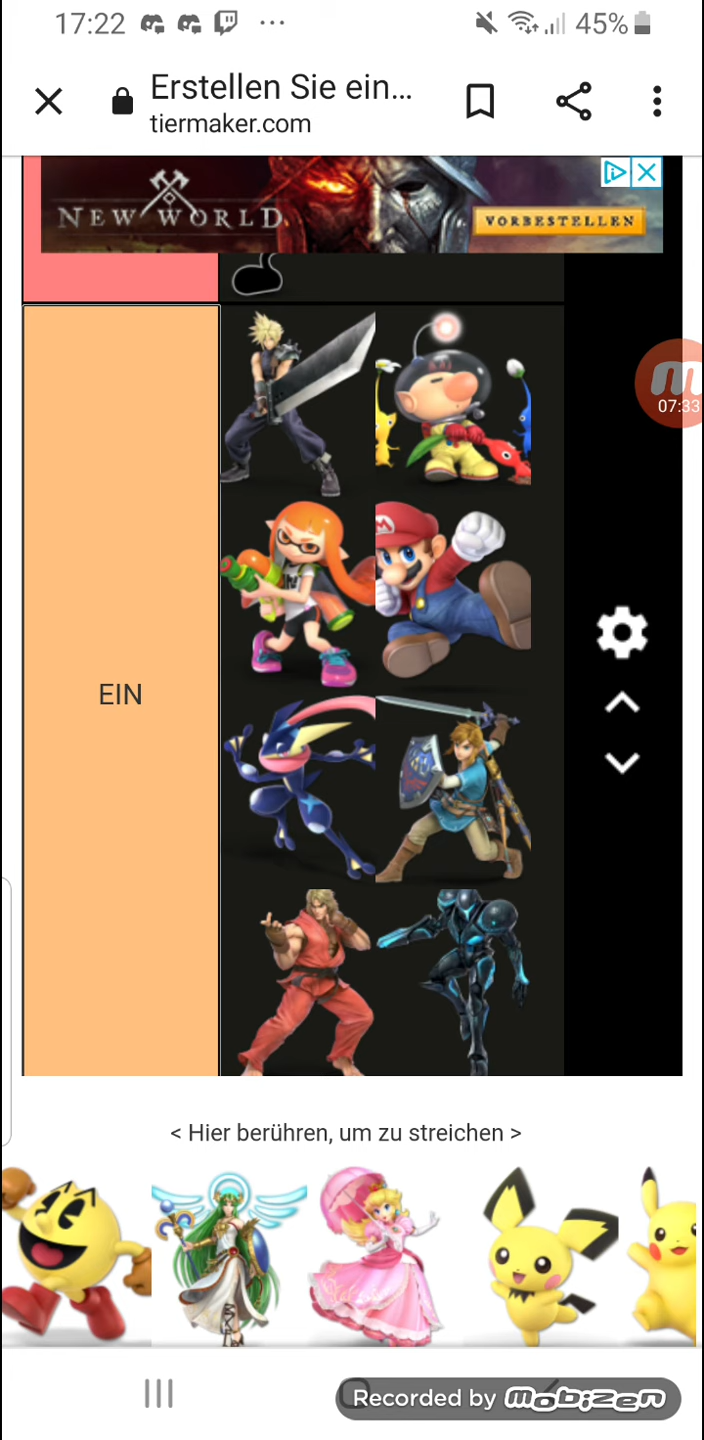 17:22
45%
Erstellen Sie ein...
tiermaker.com
NEW WORLD
VORBESTELLEN
07:33
EIN
< Hier berühren, um zu streichen >
Recorded by mobizen